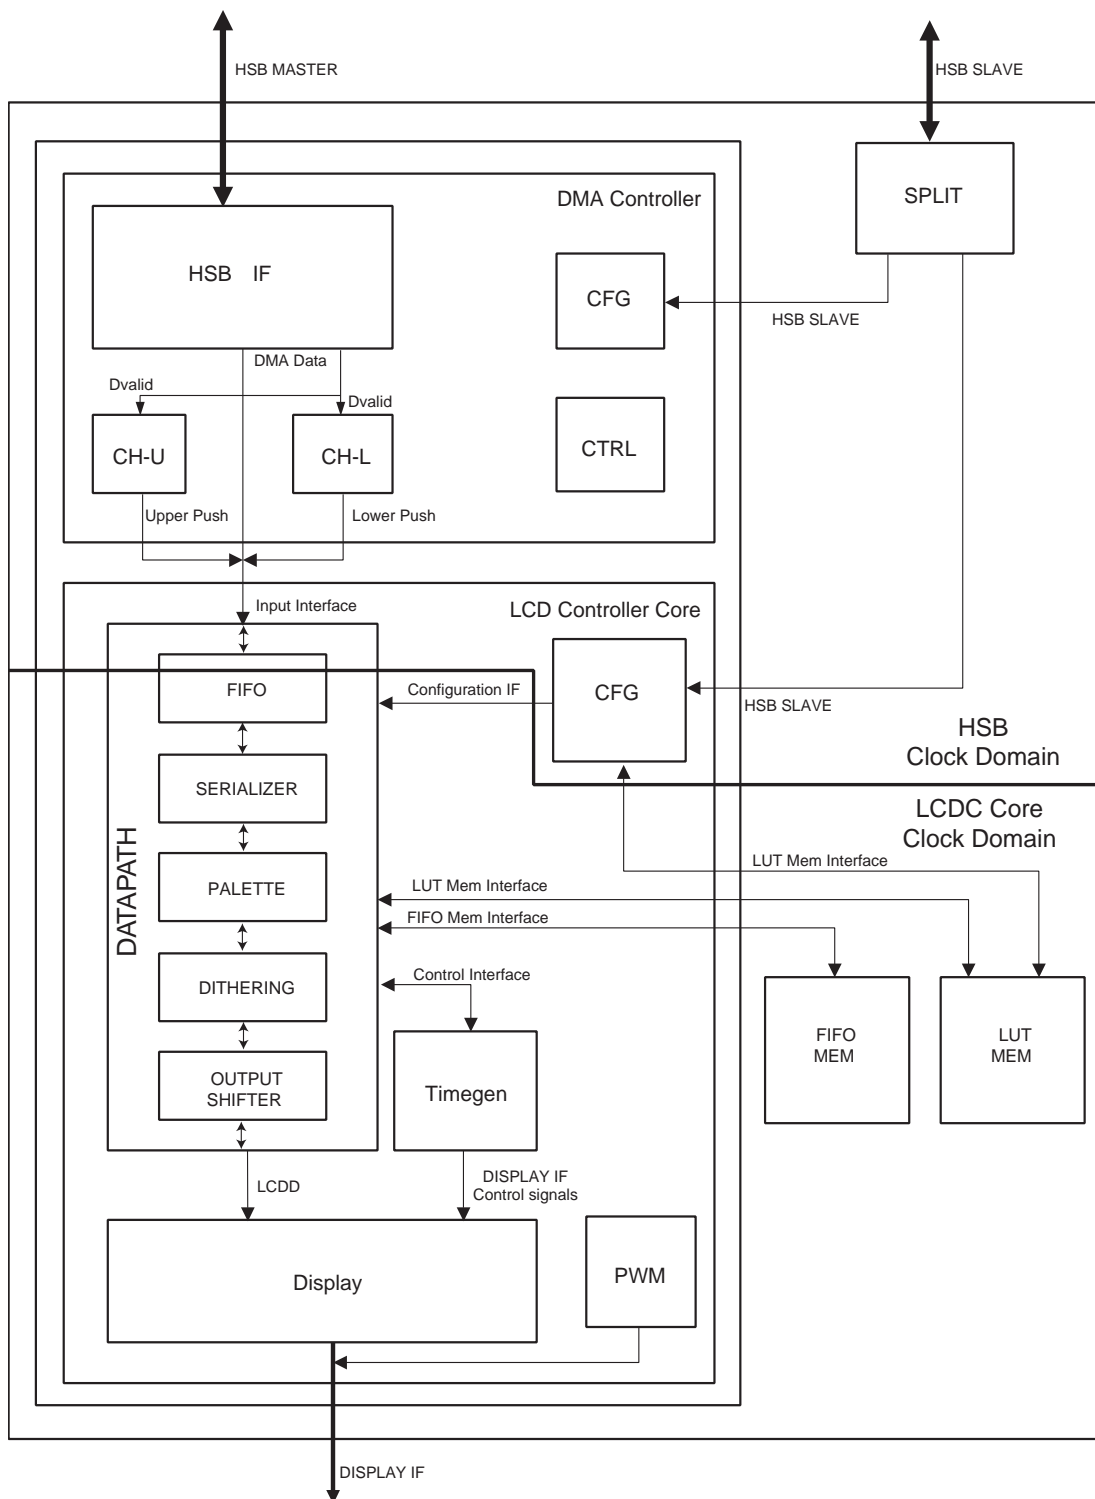 HSB MASTER
HSB SLAVE
DMA Controller
SPLIT
HSB IF
CFG
HSB SLAVE
DMA Data
Dvalid
Dvalid
CH-U
CH-L
CTRL
Upper Push
Lower Push
Input Interface
LCD Controller Core
FIFO
Configuration IF
CFG
HSB SLAVE
HSB
Clock Domain
SERIALIZER
LCDC Core
Clock Domain
DATAPATH
PALETTE
LUT Mem Interface
LUT Mem Interface
FIFO Mem Interface
DITHERING
Control Interface
FIFO
MEM
LUT
MEM
OUTPUT
SHIFTER
Timegen
LCDD
DISPLAY IF
Control signals
Display
PWM
DISPLAY IF